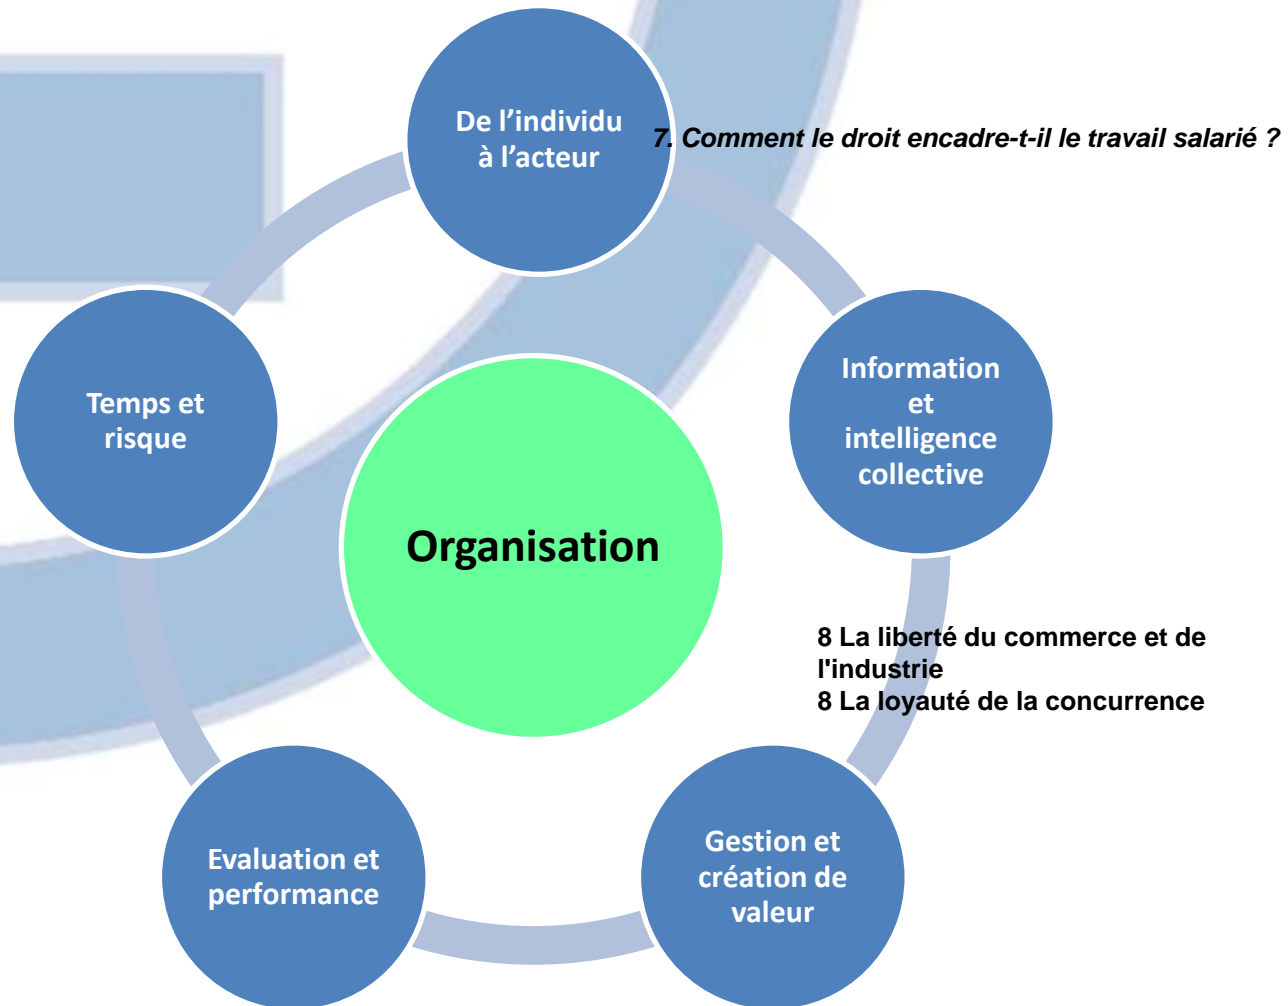 De l’individu
à l’acteur
7. Comment le droit encadre-t-il le travail salarié ?
Temps et
risque
Information
et
intelligence
collective
Organisation
8 La liberté du commerce et de
l'industrie
8 La loyauté de la concurrence
Evaluation et
performance
Gestion et
création de
valeur